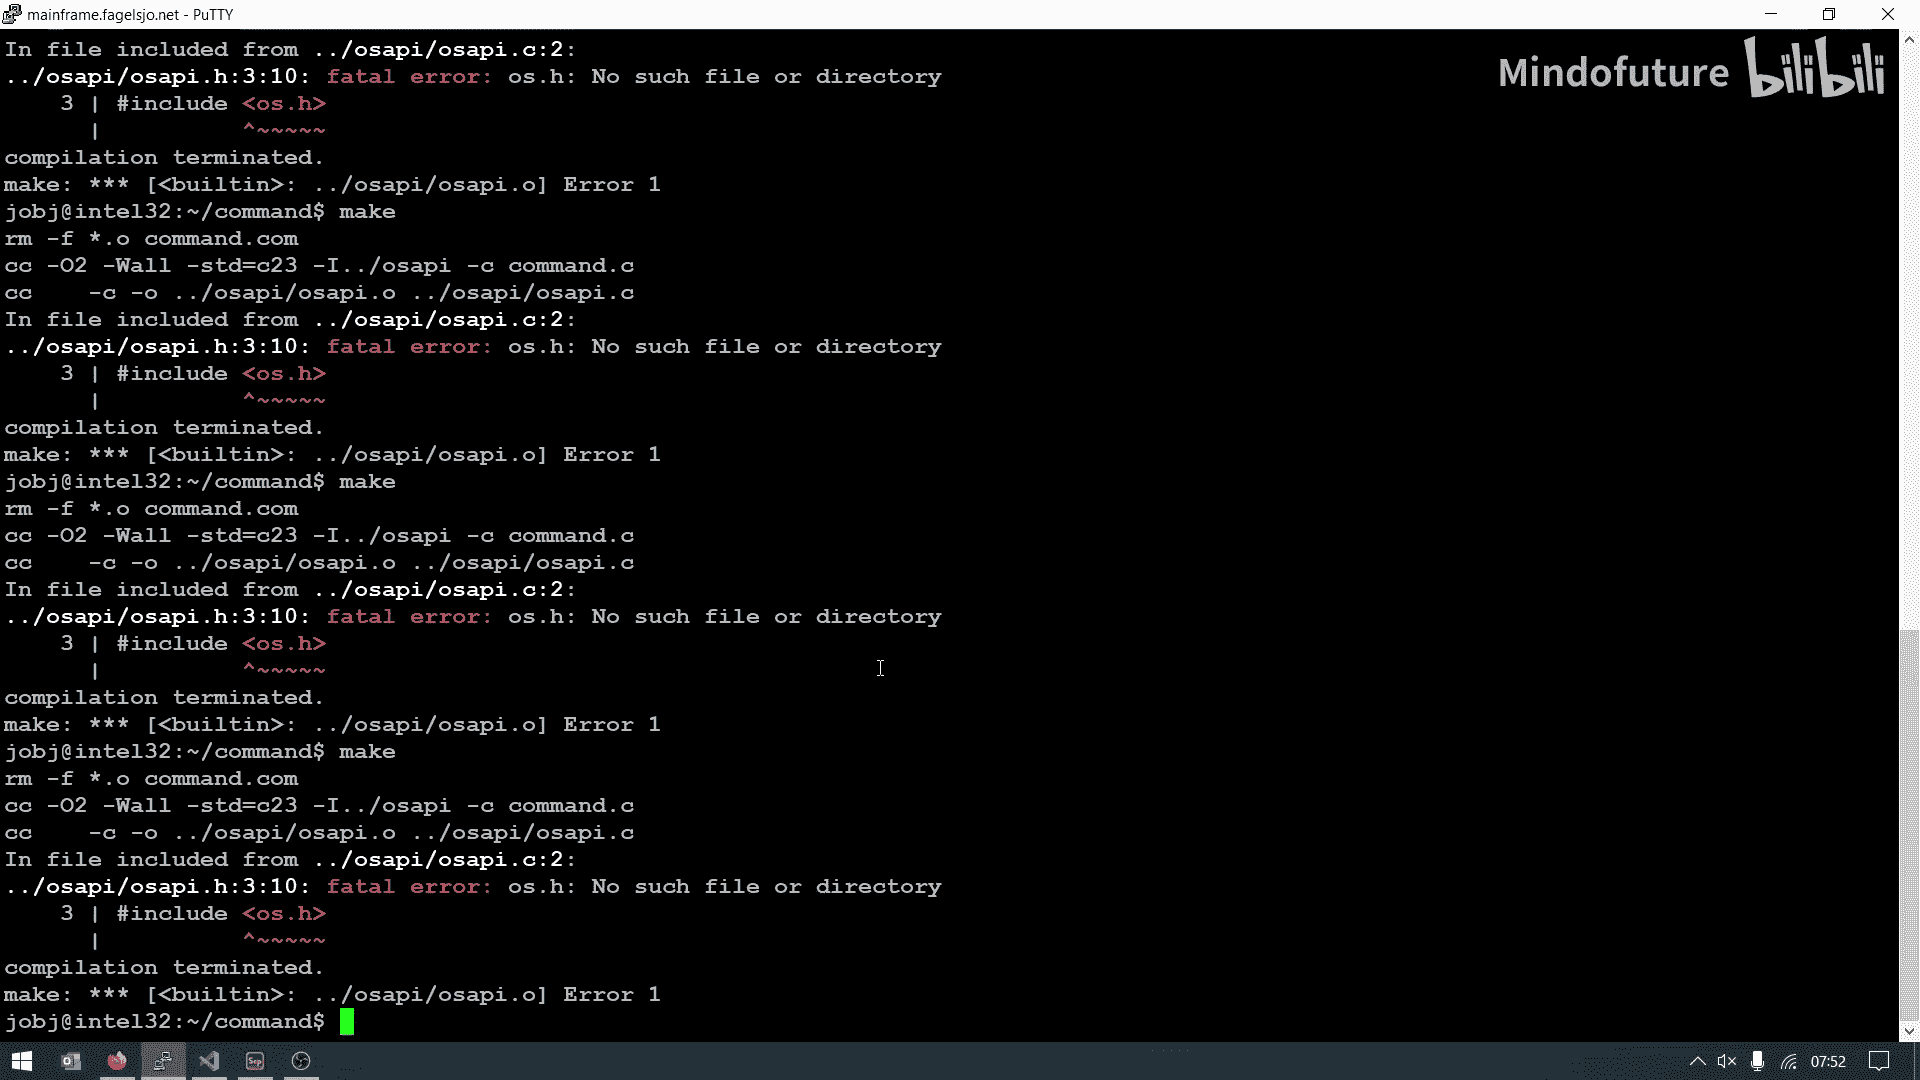 mainframe.fagelsjo.net - PuTTY
Mindofuture bilibili
In file included from ../osapi/osapi.c:2:
../osapi/osapi.h:3:10: fatal error: os.h: No such file or directory
    3 | #include <os.h>
      |          ^~~~~~
compilation terminated.
make: *** [<builtin>: ../osapi/osapi.o] Error 1
jobj@intel32:~/command$ make
rm -f *.o command.com
cc -O2 -Wall -std=c23 -I../osapi -c command.c
cc    -c -o ../osapi/osapi.o ../osapi/osapi.c
In file included from ../osapi/osapi.c:2:
../osapi/osapi.h:3:10: fatal error: os.h: No such file or directory
    3 | #include <os.h>
      |          ^~~~~~
compilation terminated.
make: *** [<builtin>: ../osapi/osapi.o] Error 1
jobj@intel32:~/command$ make
rm -f *.o command.com
cc -O2 -Wall -std=c23 -I../osapi -c command.c
cc    -c -o ../osapi/osapi.o ../osapi/osapi.c
In file included from ../osapi/osapi.c:2:
../osapi/osapi.h:3:10: fatal error: os.h: No such file or directory
    3 | #include <os.h>
      |          ^~~~~~
compilation terminated.
make: *** [<builtin>: ../osapi/osapi.o] Error 1
jobj@intel32:~/command$ make
rm -f *.o command.com
cc -O2 -Wall -std=c23 -I../osapi -c command.c
cc    -c -o ../osapi/osapi.o ../osapi/osapi.c
In file included from ../osapi/osapi.c:2:
../osapi/osapi.h:3:10: fatal error: os.h: No such file or directory
    3 | #include <os.h>
      |          ^~~~~~
compilation terminated.
make: *** [<builtin>: ../osapi/osapi.o] Error 1
jobj@intel32:~/command$
07:52